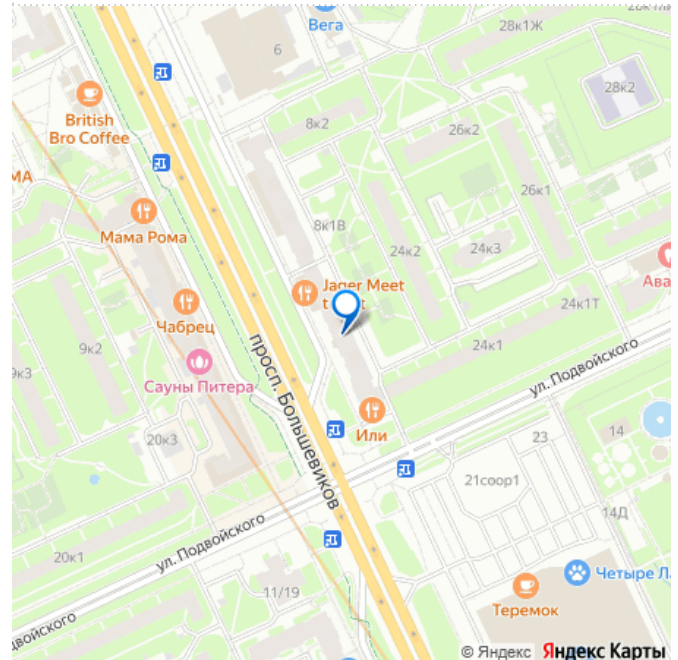 Вега
28к1Ж
6
28к2
British
Bro Coffee
8к2
26к2
МА
26к1
Мама Рома
8к1В
24к2
24к3
Jager Meet
Ава
24к1Т
Чабрец
9к2
9к3
просп. Большевиков
24к1
ул. Подвойского
Сауны Питера
Или
20к3
23
14
21соор1
14Д
ул. Подвойского
20к1
Четыре Ла
11/19
Теремок
двойского
© Яндекс Яндекс Карты